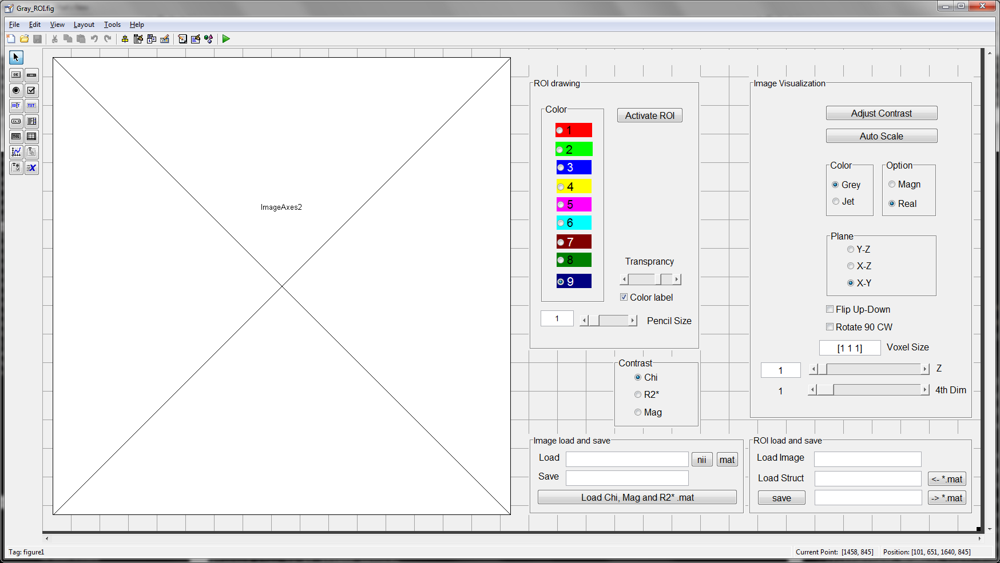 Gray_ROI.fig
File Edit View Layout Tools Help
OK
EDIT TXT
TGL
ImageAxes2
ROI drawing
Color
1
2
3
4
5
6
7
8
9
Activate ROI
Transprancy
Color label
1 Pencil Size
Contrast
Chi
R2*
Mag
Image Visualization
Adjust Contrast
Auto Scale
Color
Grey
Jet
Option
Magn
Real
Plane
Y-Z
X-Z
X-Y
Flip Up-Down
Rotate 90 CW
[1 1 1] Voxel Size
1 Z
1 4th Dim
Image load and save
Load nii mat
Save
Load Chi, Mag and R2* .mat
ROI load and save
Load Image
Load Struct <- *.mat
save -> *.mat
Tag: figure1
Current Point: [1458, 845] Position: [101, 651, 1640, 845]